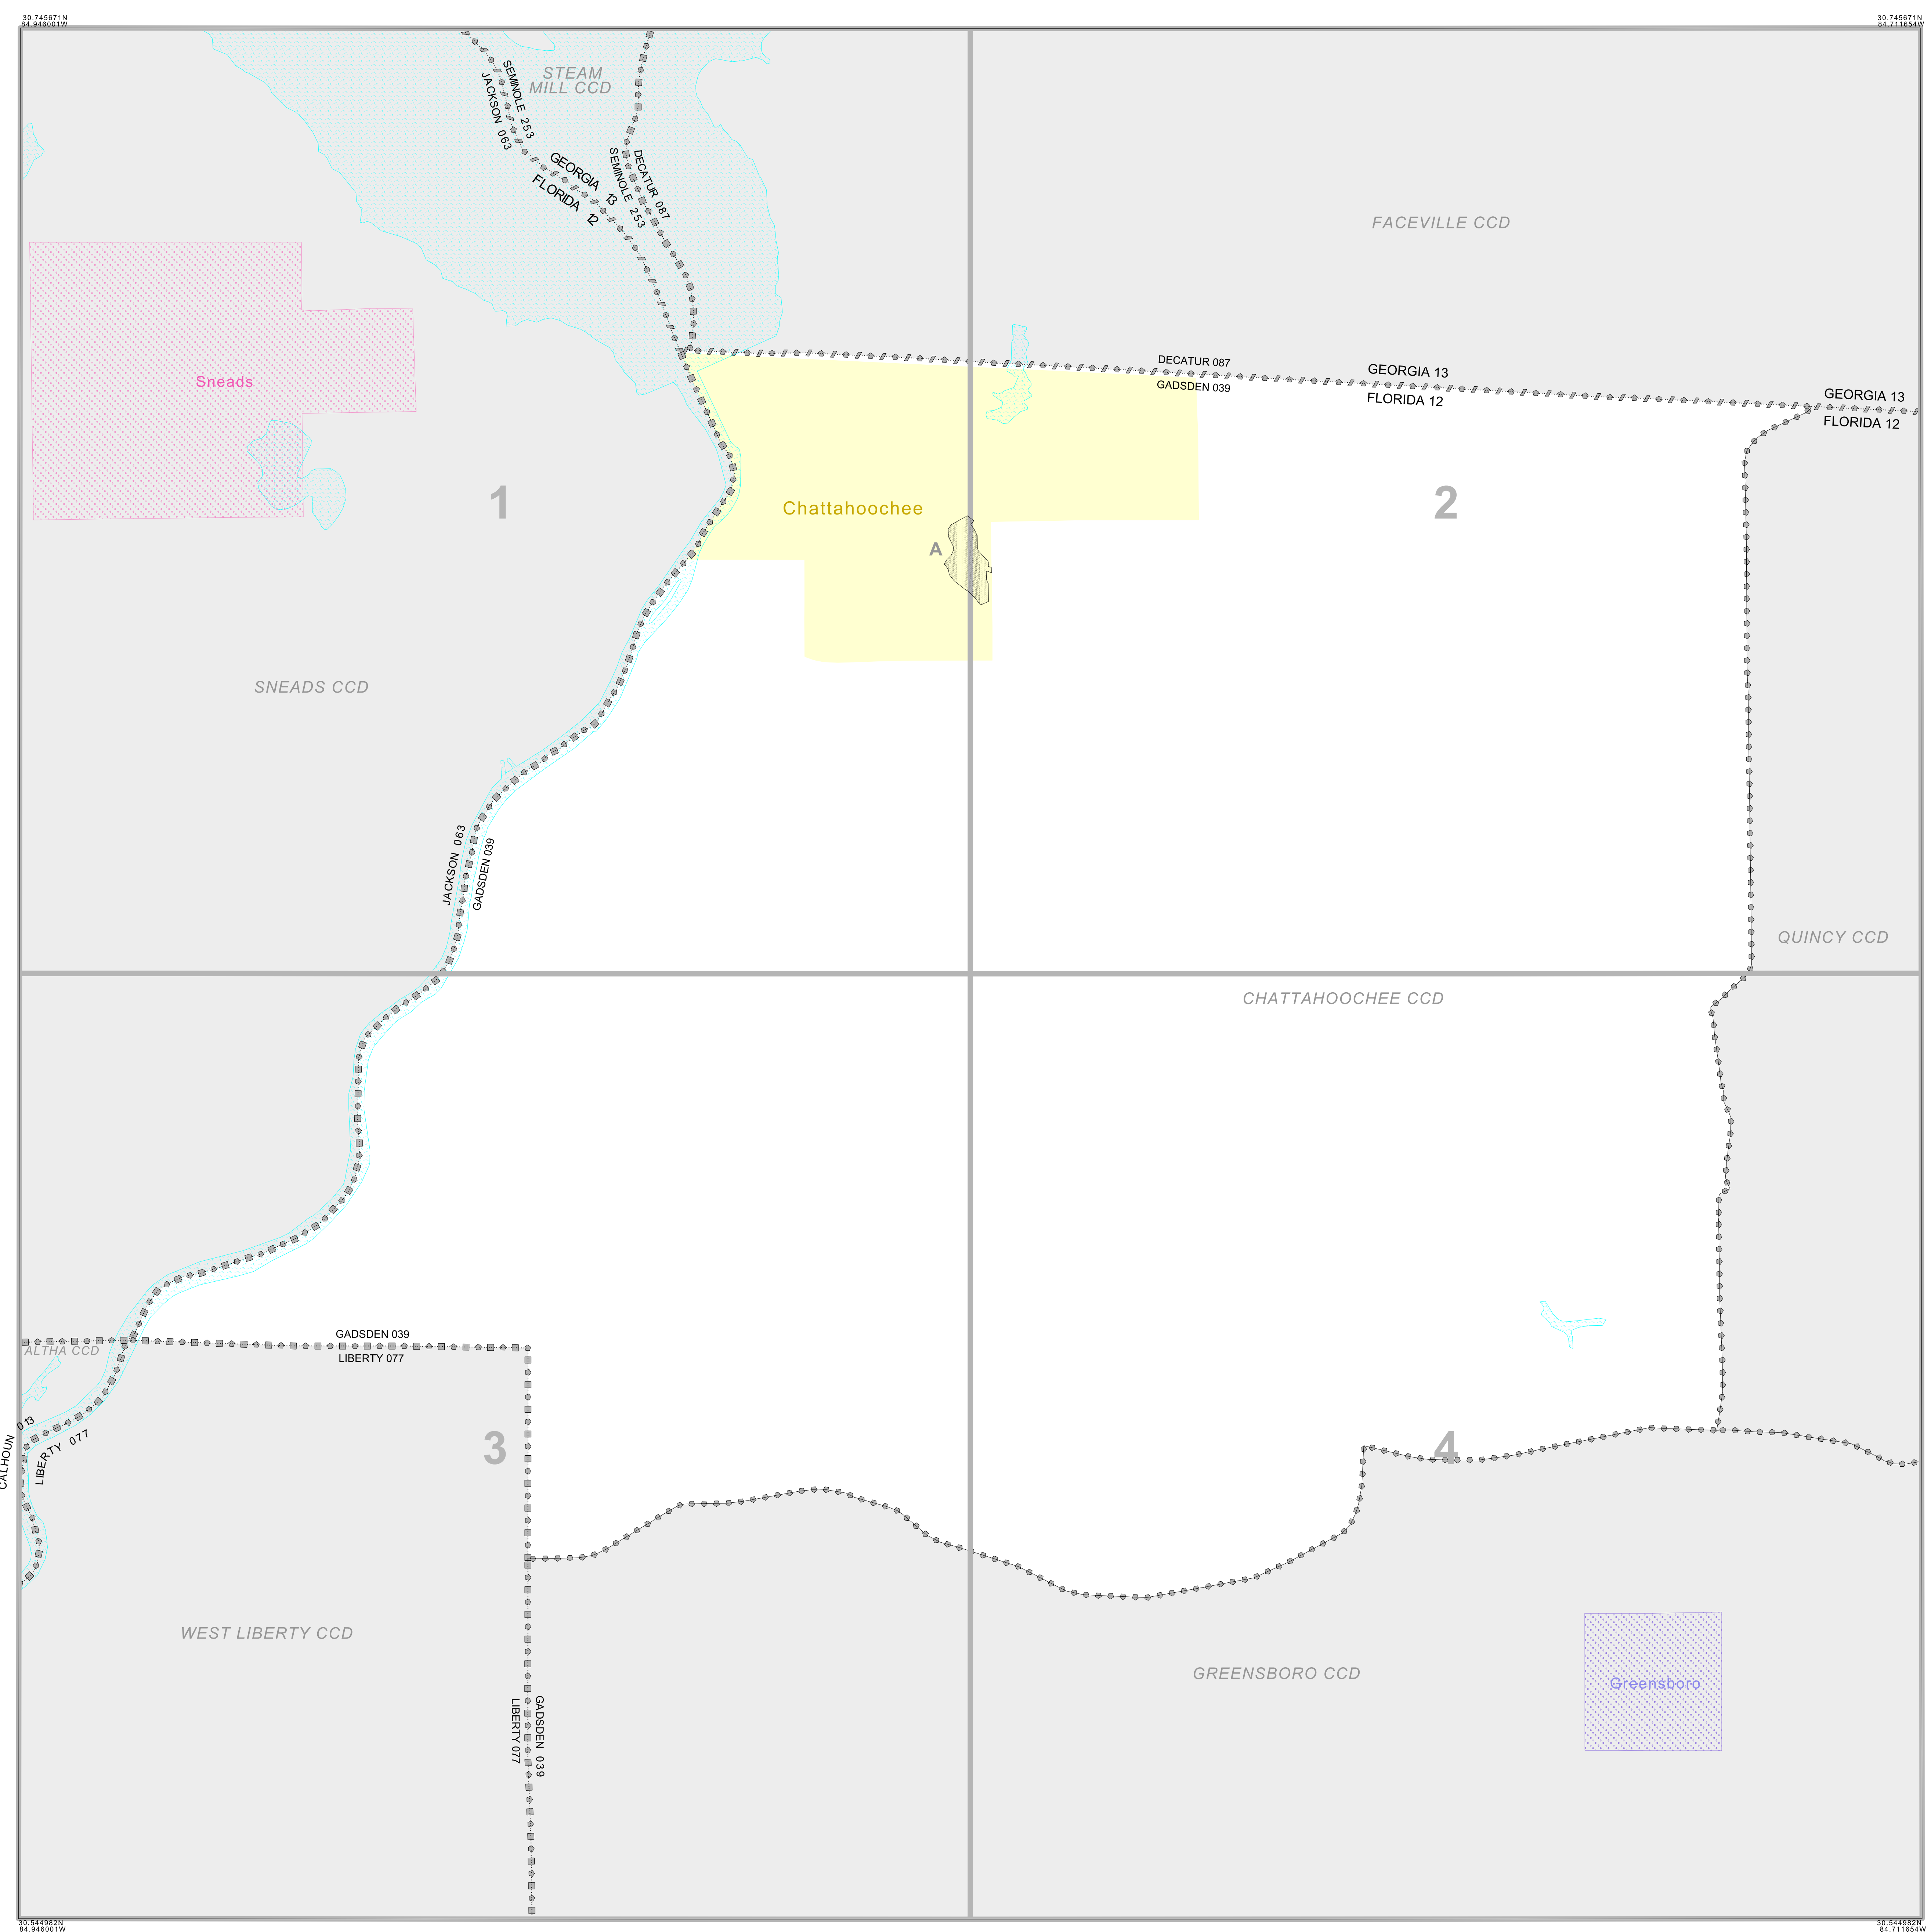 30.745671N
84.946001W
30.745671N
84.711654W
STEAM
MILL CCD
SEMINOLE 253
JACKSON 063
GEORGIA 13
FLORIDA 12
DECATUR 087
SEMINOLE 253
FACEVILLE CCD
Sneads
DECATUR 087
GADSDEN 039
GEORGIA 13
FLORIDA 12
GEORGIA 13
FLORIDA 12
1
Chattahoochee
2
A
SNEADS CCD
JACKSON 063
GADSDEN 039
QUINCY CCD
CHATTAHOOCHEE CCD
GADSDEN 039
LIBERTY 077
ALTHA CCD
CALHOUN 013
LIBERTY 077
3
4
WEST LIBERTY CCD
GREENSBORO CCD
Greensboro
LIBERTY 077
GADSDEN 039
30.544982N
84.946001W
30.544982N
84.711654W